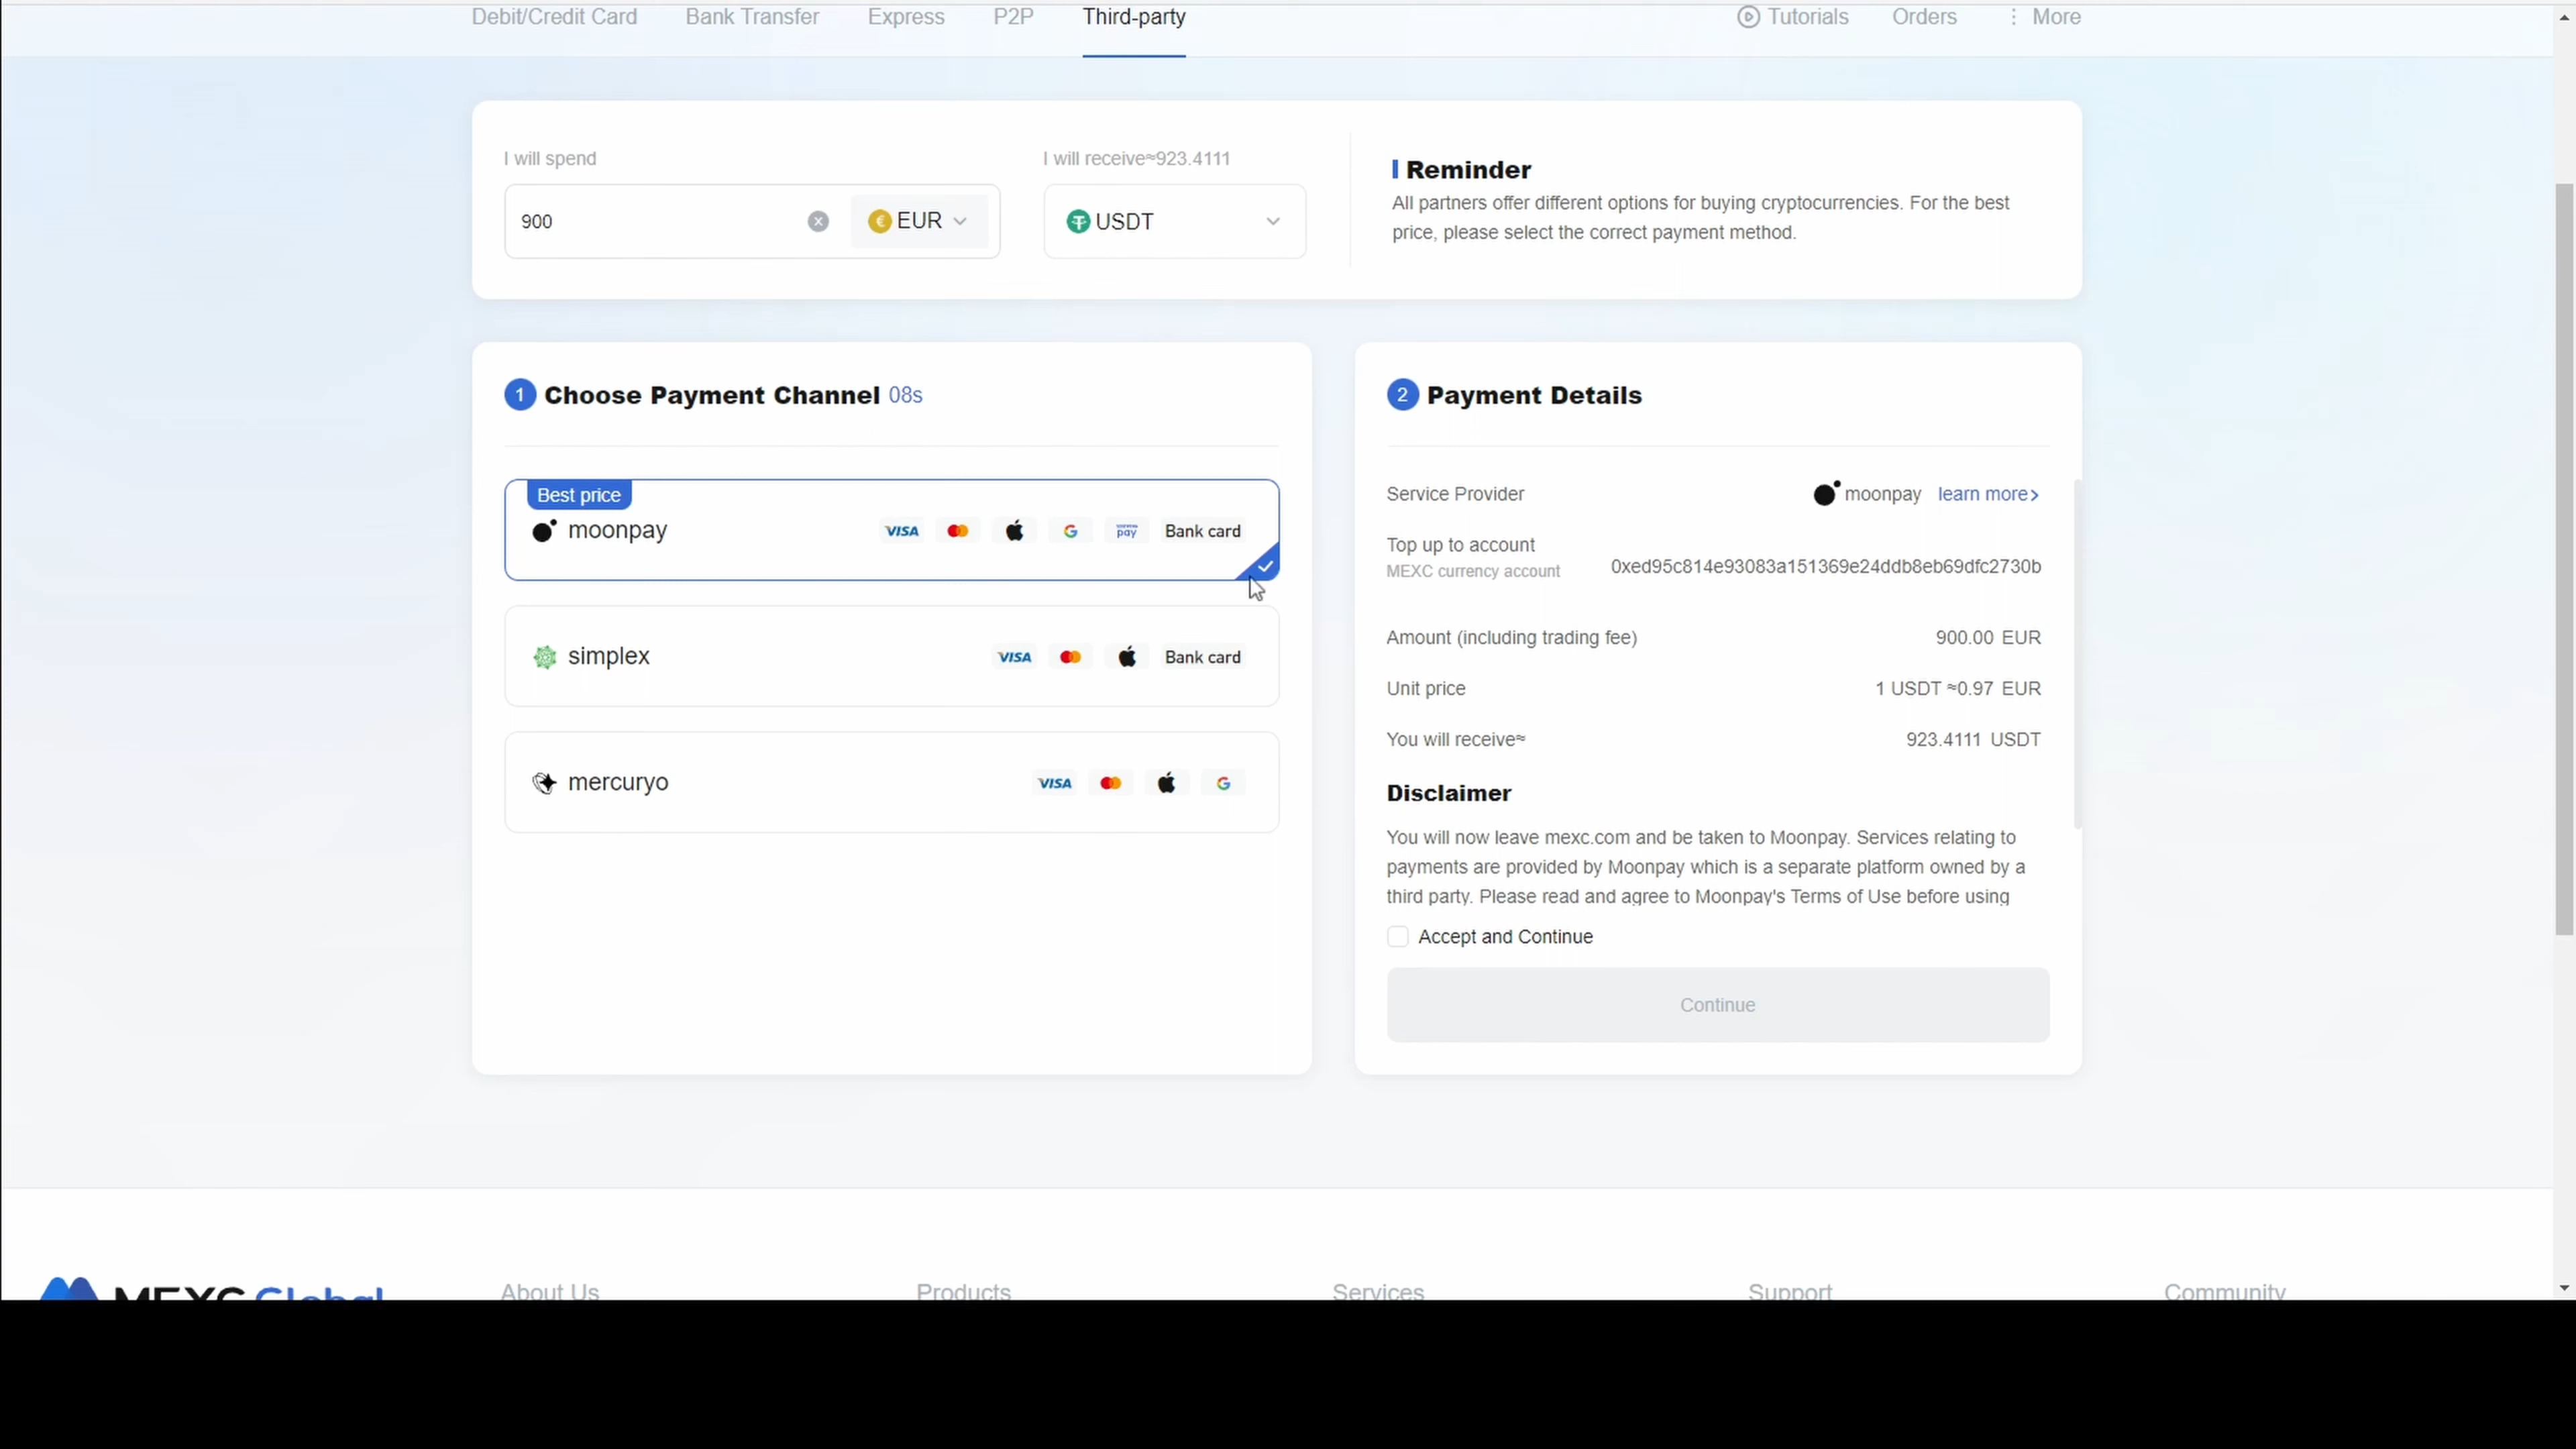 Debit/Credit Card Bank Transfer Express P2P Third-party Tutorials Orders More
I will spend
900
EUR
I will receive≈923.4111
USDT
Reminder
All partners offer different options for buying cryptocurrencies. For the best
price, please select the correct payment method.
1 Choose Payment Channel 08s
Best price
moonpay VISA G pay Bank card
simplex VISA Bank card
mercuryo VISA G
2 Payment Details
Service Provider moonpay learn more>
Top up to account
MEXC currency account
0xed95c814e93083a151369e24ddb8eb69dfc2730b
Amount (including trading fee) 900.00 EUR
Unit price 1 USDT ≈0.97 EUR
You will receive≈ 923.4111 USDT
Disclaimer
You will now leave mexc.com and be taken to Moonpay. Services relating to
payments are provided by Moonpay which is a separate platform owned by a
third party. Please read and agree to Moonpay's Terms of Use before using
Accept and Continue
Continue
MEXC Global About Us Products Services Support Community